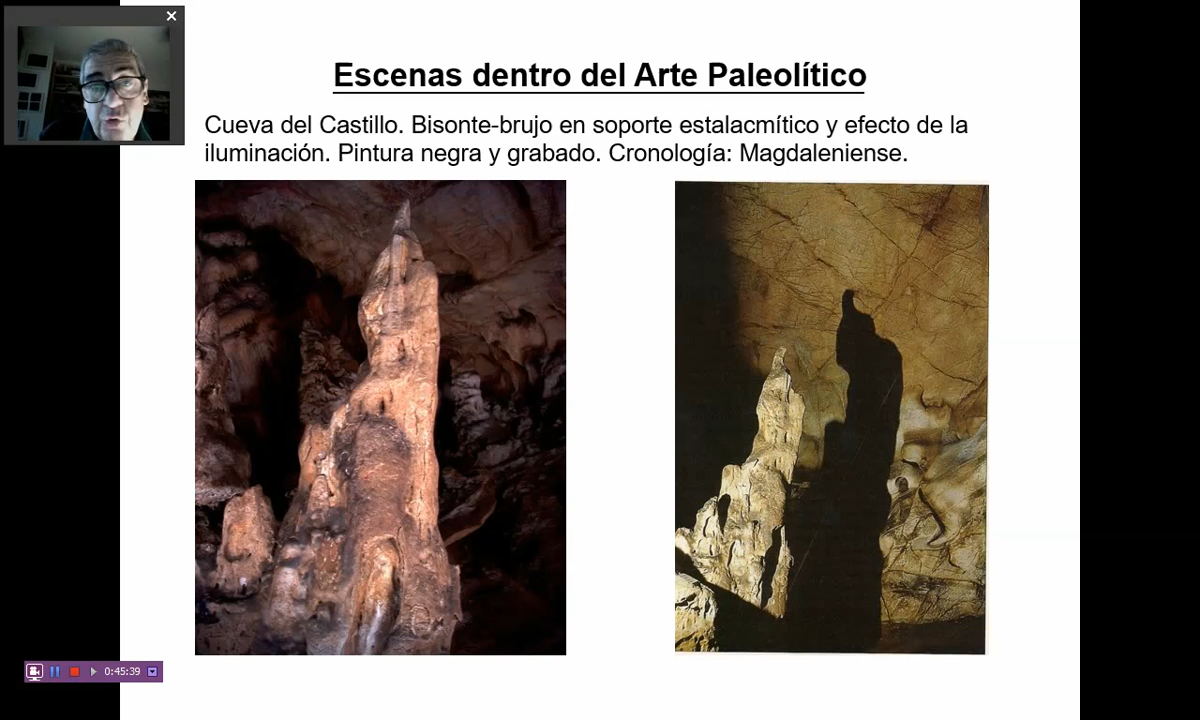 Escenas dentro del Arte Paleolítico
Cueva del Castillo. Bisonte-brujo en soporte estalacmítico y efecto de la
iluminación. Pintura negra y grabado. Cronología: Magdaleniense.
0:45:39